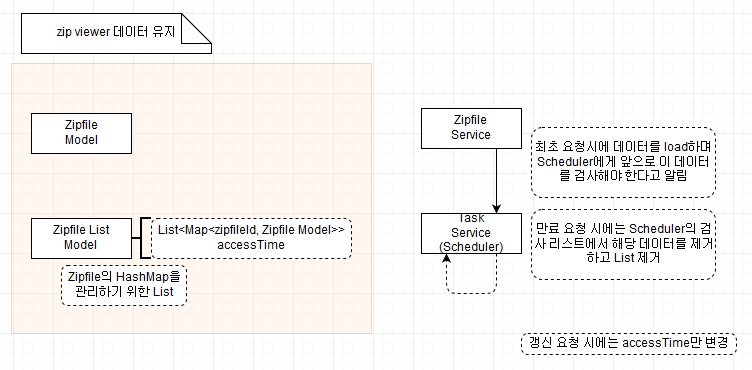 zip viewer 데이터 유지
Zipfile
Model
Zipfile List
Model
List<Map<zipfileId, Zipfile Model>>
accessTime
Zipfile의 HashMap을
관리하기 위한 List
Zipfile
Service
최초 요청시에 데이터를 load하며
Scheduler에게 앞으로 이 데이터
를 검사해야 한다고 알림
Task
Service
(Scheduler)
만료 요청 시에는 Scheduler의 검
사 리스트에서 해당 데이터를 제거
하고 List 제거
갱신 요청 시에는 accessTime만 변경